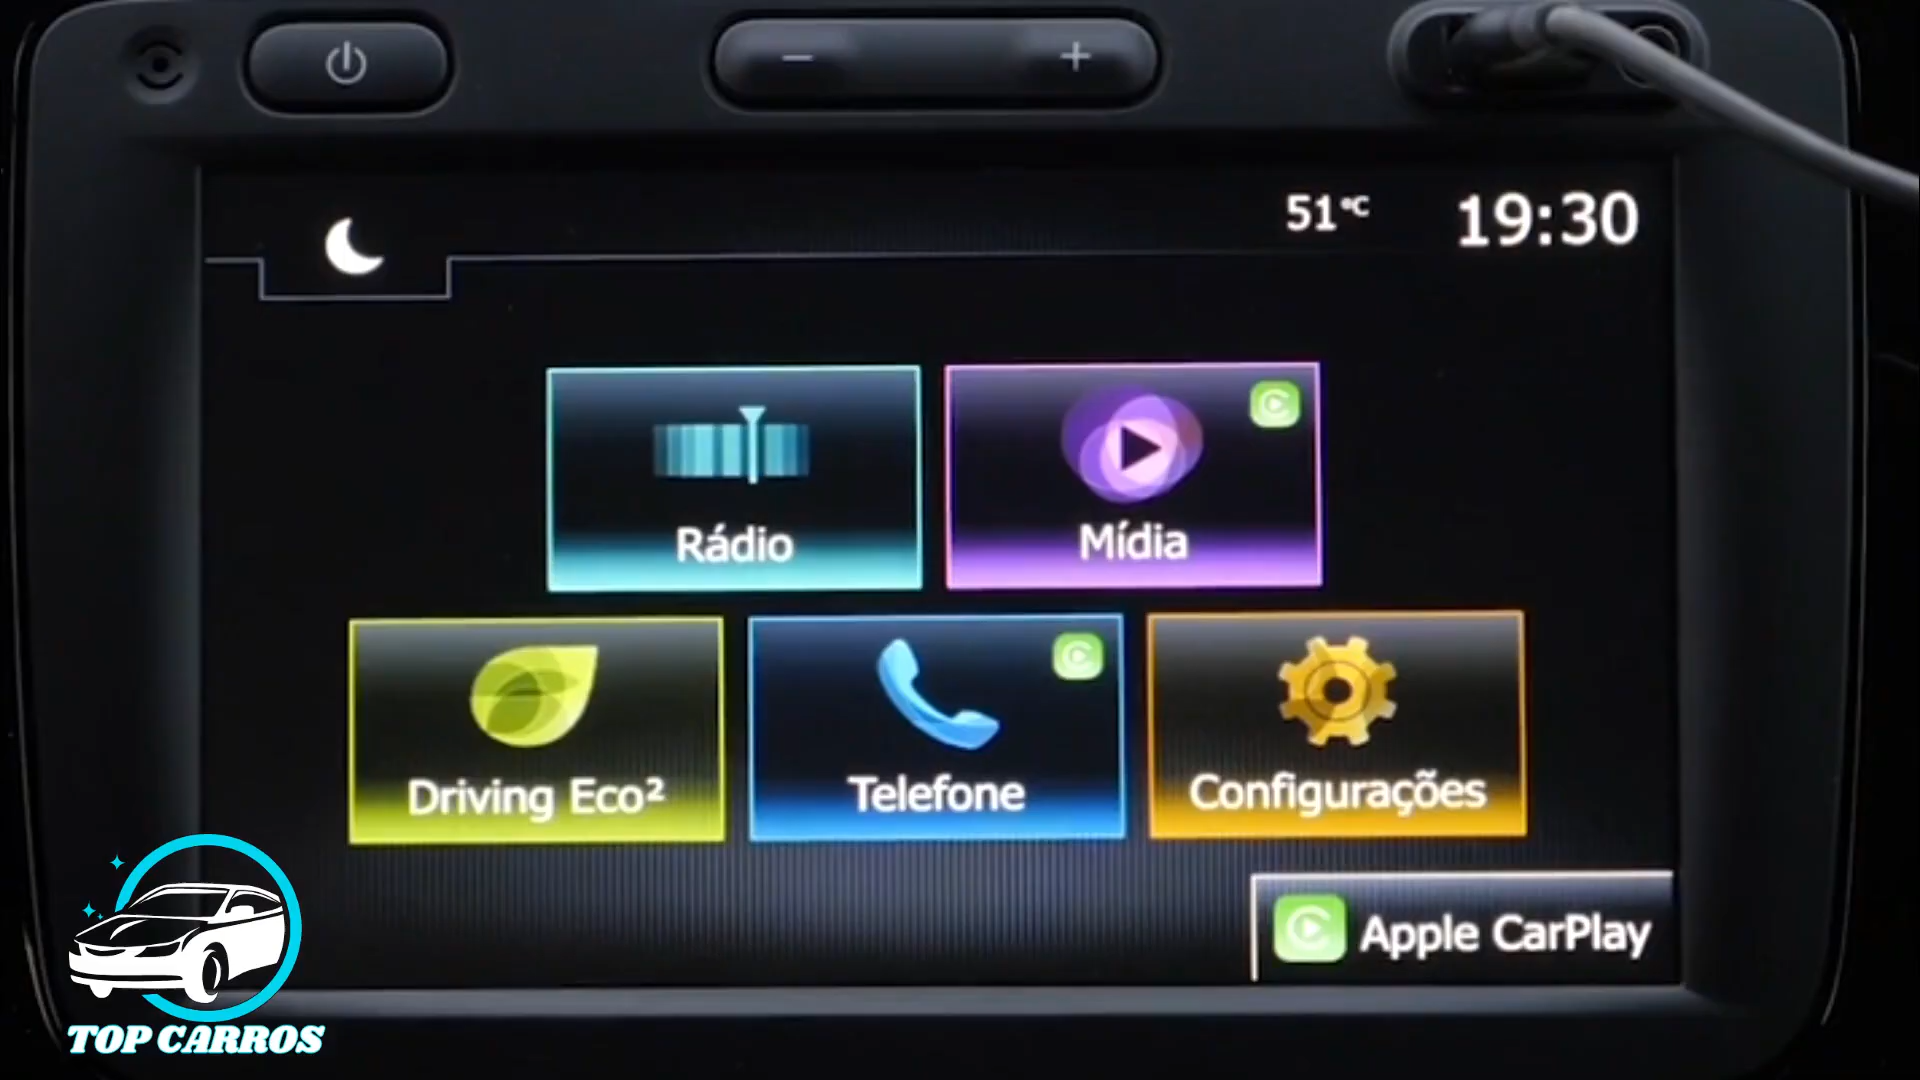 51°C 19:30
Rádio Mídia
Driving Eco² Telefone Configurações
Apple CarPlay
TOP CARROS